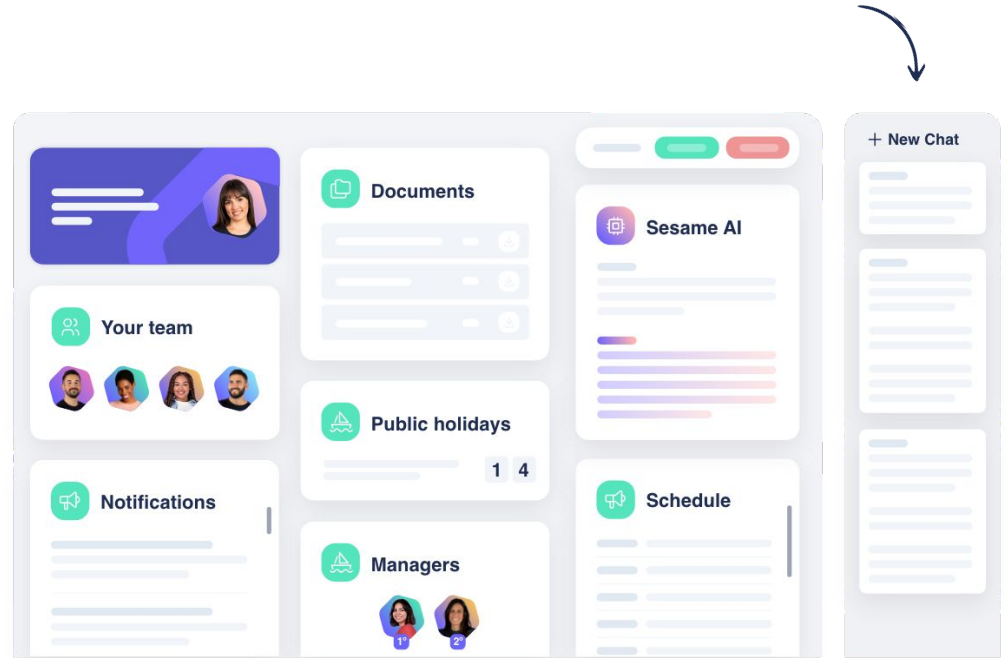 + New Chat
Documents
Sesame AI
Your team
Public holidays
1 4
Notifications
Schedule
Managers
1º
2º